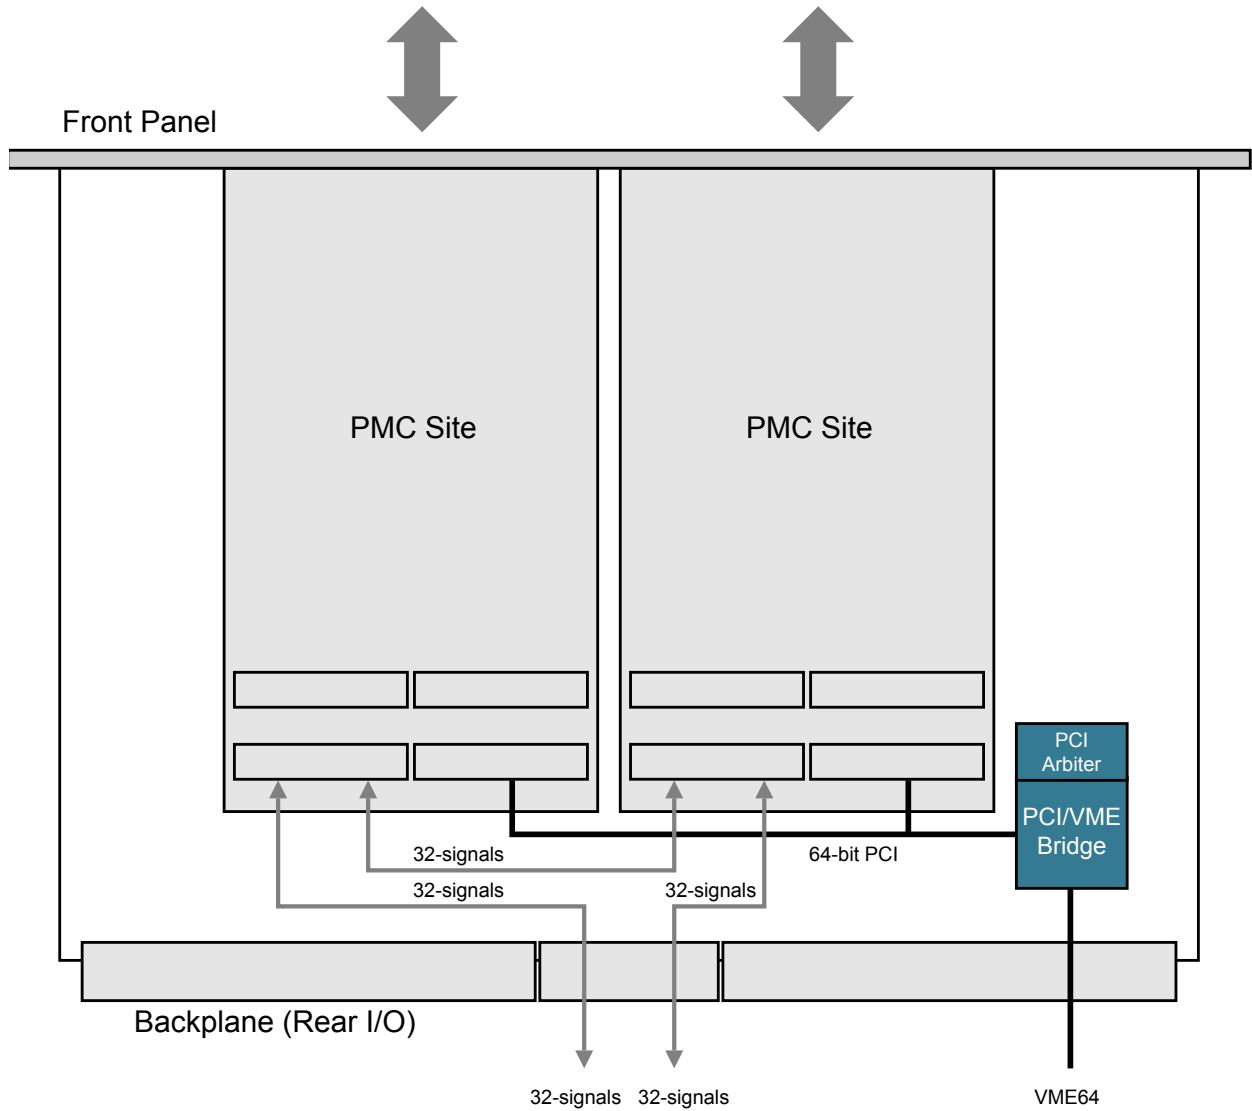 Front Panel
PMC Site
PMC Site
PCI
Arbiter
PCI/VME
Bridge
32-signals
64-bit PCI
32-signals
32-signals
Backplane (Rear I/O)
32-signals
32-signals
VME64